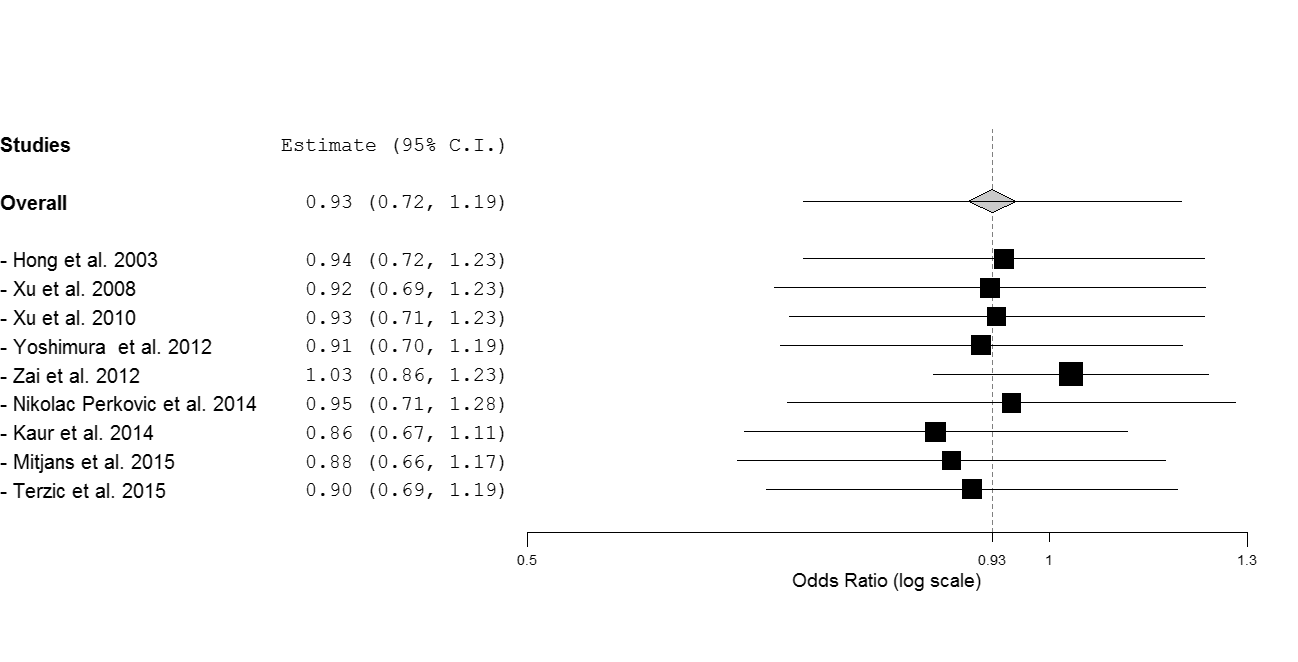 Studies Estimate (95% C.I.)
Overall 0.93 (0.72, 1.19)
- Hong et al. 2003 0.94 (0.72, 1.23)
- Xu et al. 2008 0.92 (0.69, 1.23)
- Xu et al. 2010 0.93 (0.71, 1.23)
- Yoshimura  et al. 2012 0.91 (0.70, 1.19)
- Zai et al. 2012 1.03 (0.86, 1.23)
- Nikolac Perkovic et al. 2014 0.95 (0.71, 1.28)
- Kaur et al. 2014 0.86 (0.67, 1.11)
- Mitjans et al. 2015 0.88 (0.66, 1.17)
- Terzic et al. 2015 0.90 (0.69, 1.19)
0.5 0.93 1 1.3
Odds Ratio (log scale)